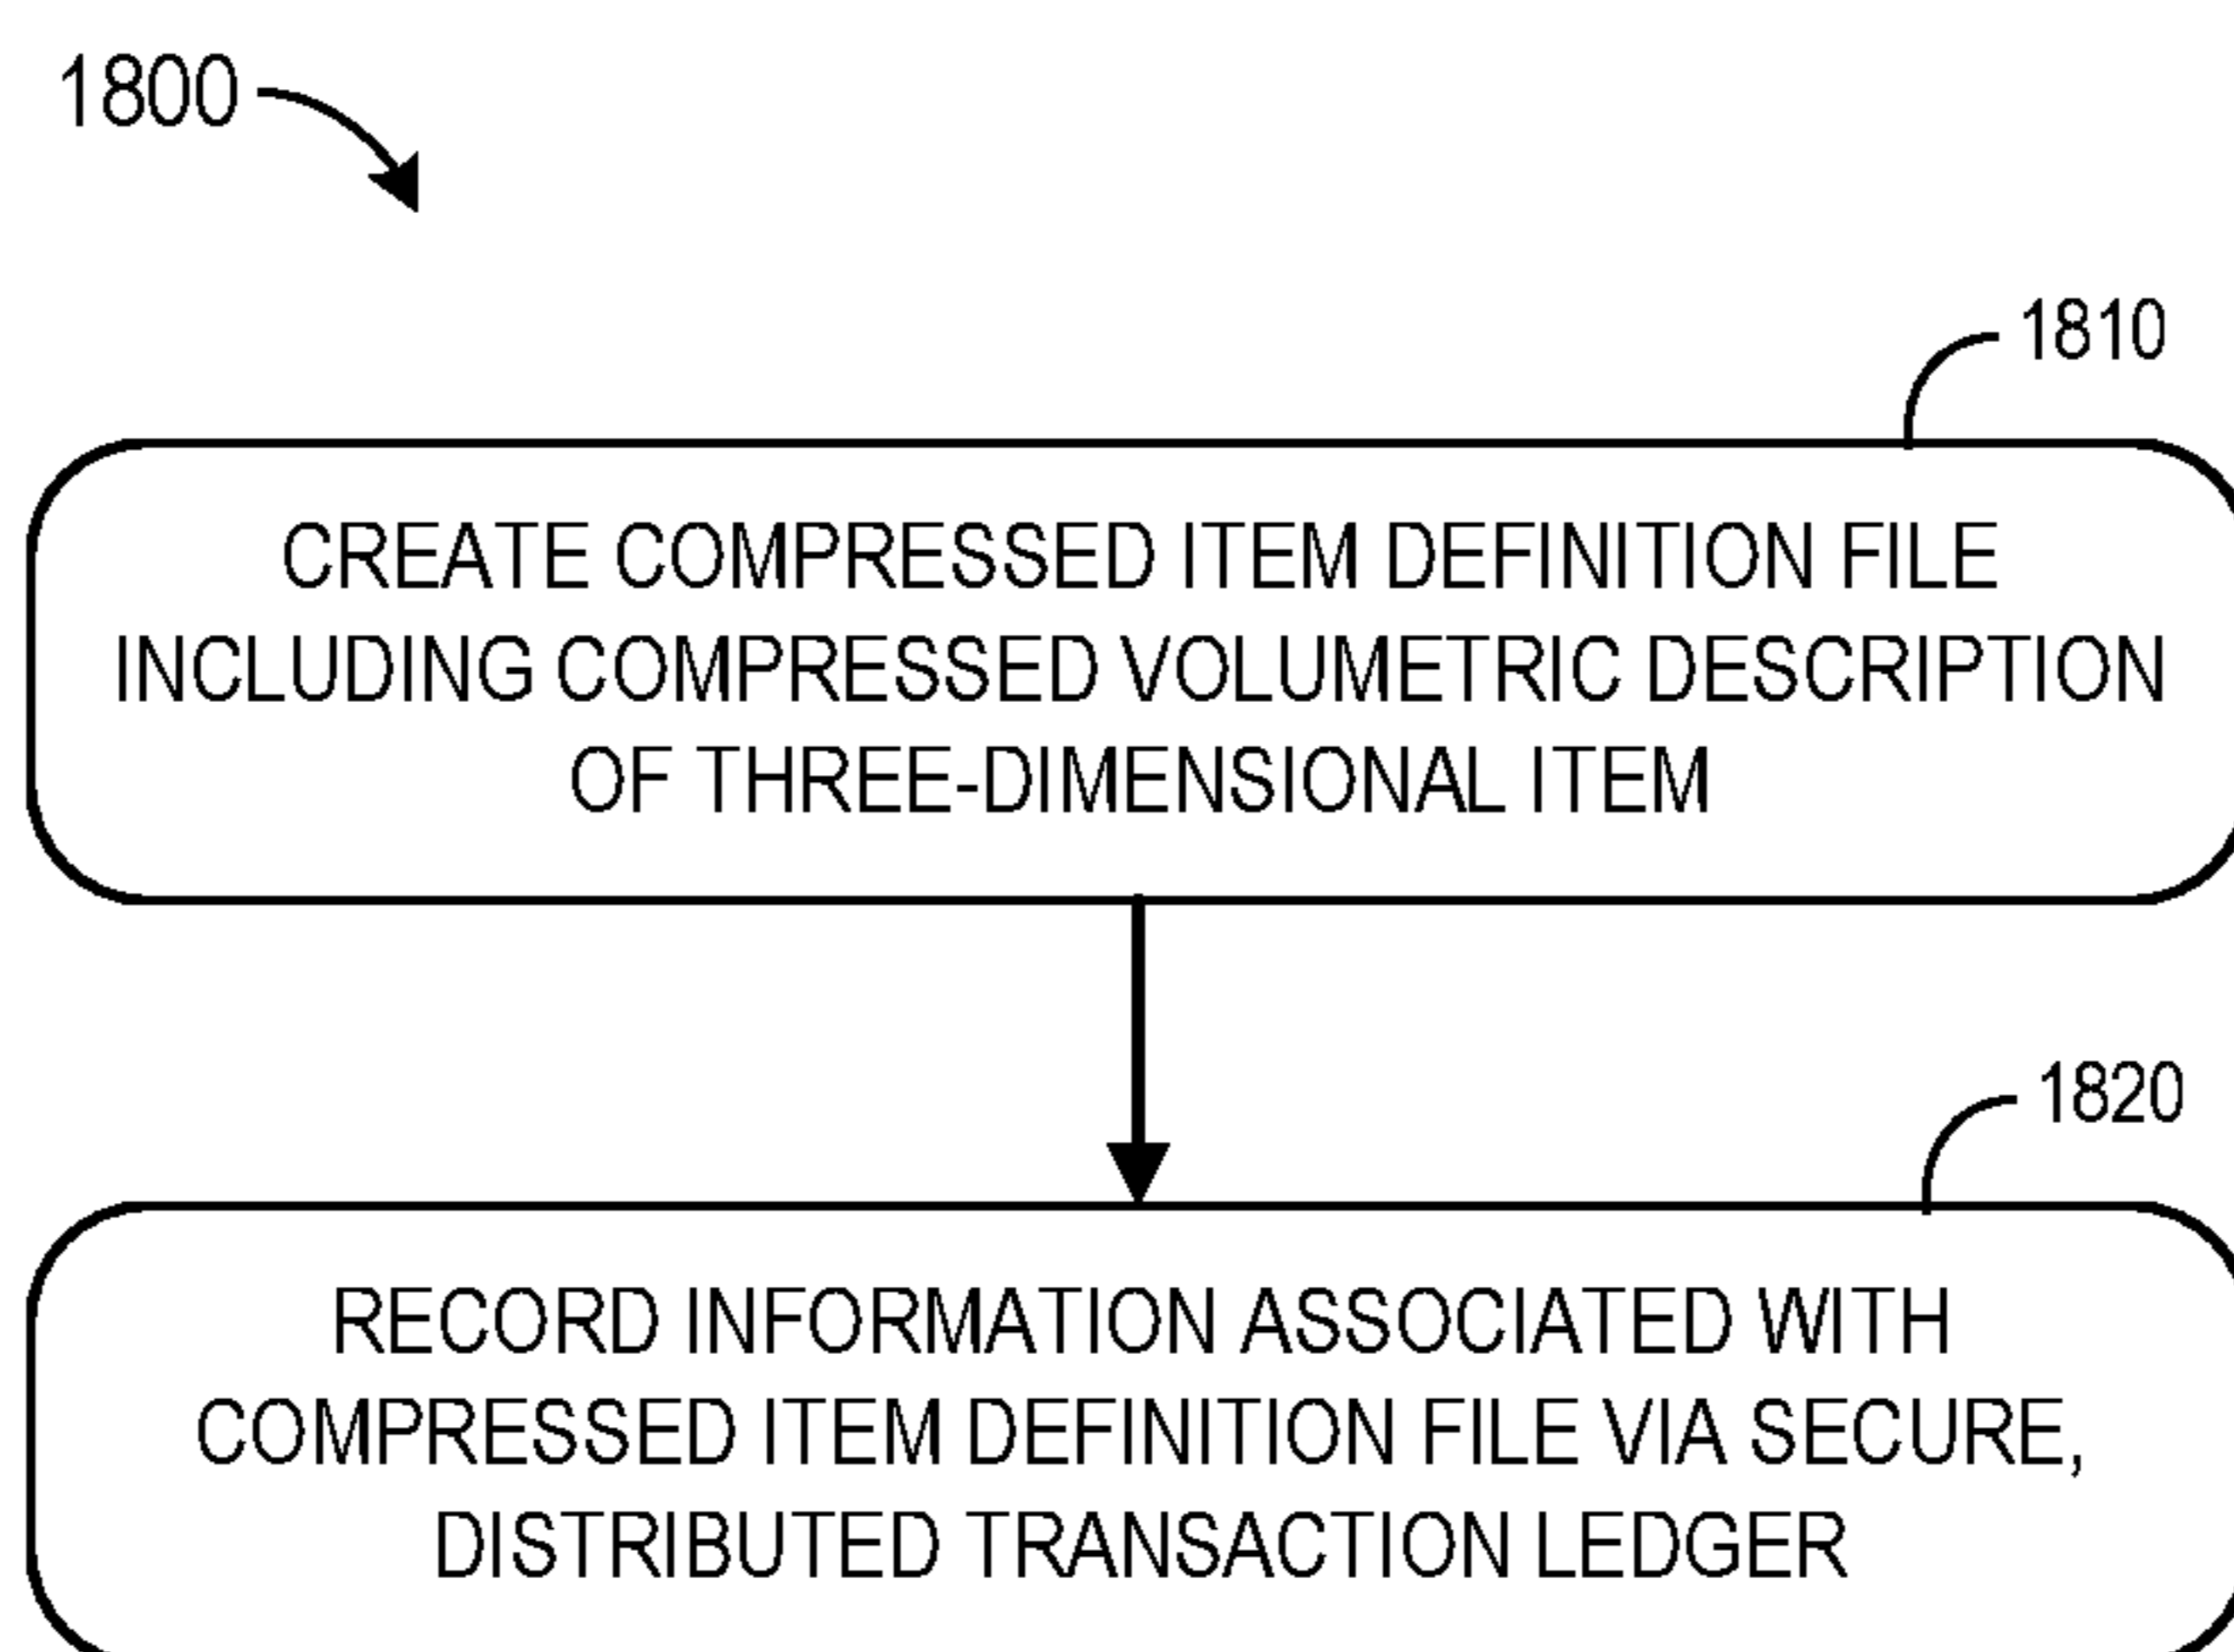 1800
1810
CREATE COMPRESSED ITEM DEFINITION FILE
INCLUDING COMPRESSED VOLUMETRIC DESCRIPTION
OF THREE-DIMENSIONAL ITEM
1820
RECORD INFORMATION ASSOCIATED WITH
COMPRESSED ITEM DEFINITION FILE VIA SECURE,
DISTRIBUTED TRANSACTION LEDGER